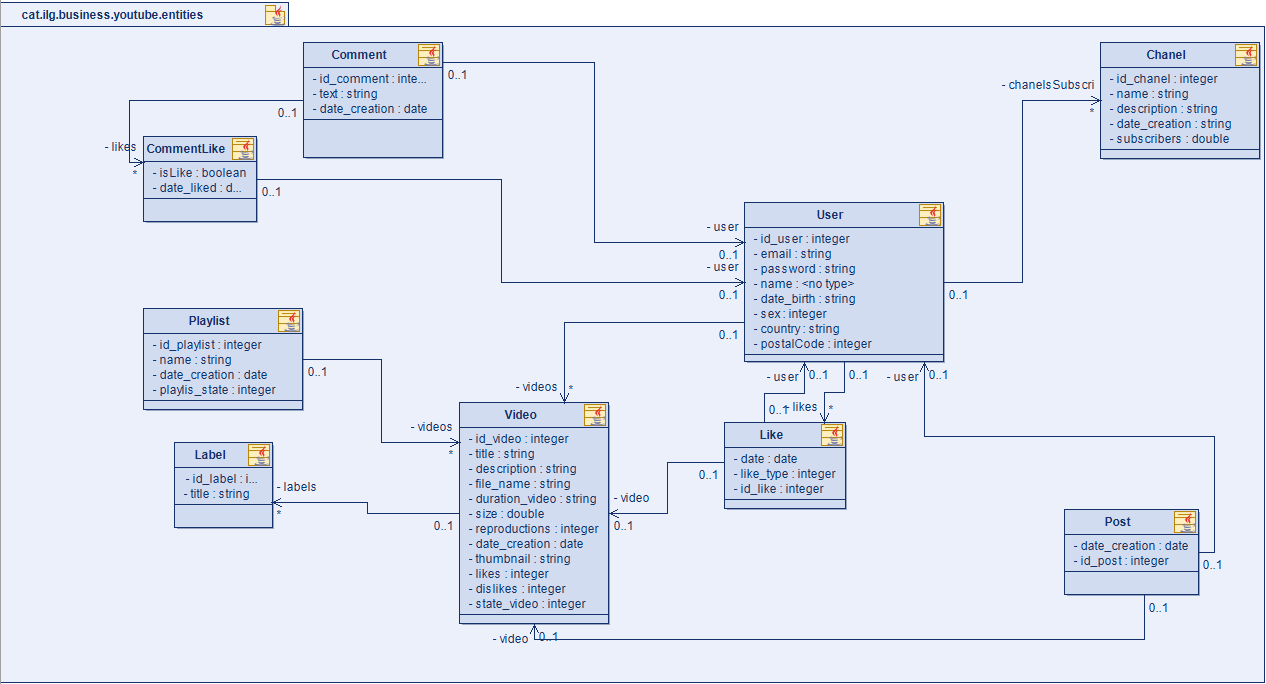 cat.ilg.business.youtube.entities
Comment
- id_comment : inte...
- text : string
- date_creation : date
0..1
0..1
- likes
*
CommentLike
- isLike : boolean
- date_liked : d...
0..1
Chanel
- id_chanel : integer
- name : string
- description : string
- date_creation : string
- subscribers : double
- chanelsSubscri
*
User
- id_user : integer
- email : string
- password : string
- name : <no type>
- date_birth : string
- sex : integer
- country : string
- postalCode : integer
- user
0..1
- user
0..1
0..1
0..1
- user
0..1
0..1
- user
0..1
Playlist
- id_playlist : integer
- name : string
- date_creation : date
- playlis_state : integer
0..1
- videos
*
- videos
*
Label
- id_label : i...
- title : string
- labels
*
Video
- id_video : integer
- title : string
- description : string
- file_name : string
- duration_video : string
- size : double
- reproductions : integer
- date_creation : date
- thumbnail : string
- likes : integer
- dislikes : integer
- state_video : integer
0..1
- video
0..1
- video
0..1
0..1
- likes
*
Like
- date : date
- like_type : integer
- id_like : integer
0..1
Post
- date_creation : date
- id_post : integer
0..1
0..1